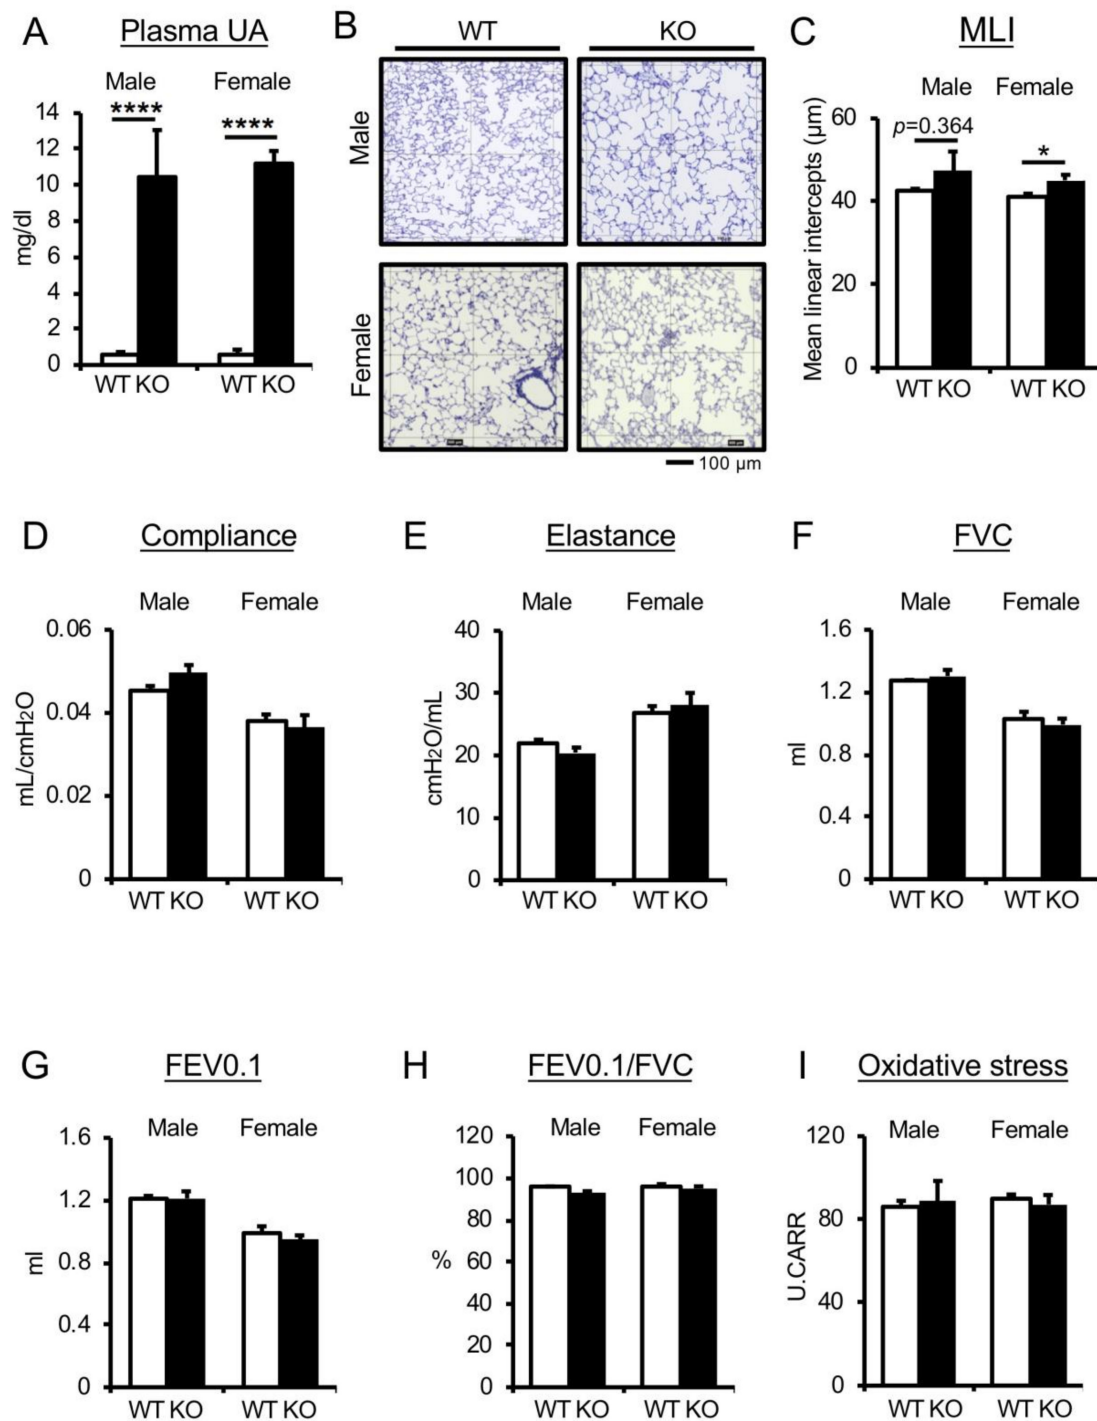 A Plasma UA
Male Female
**** ****
14
12
10
8
6
4
2
0
mg/dl
WT KO WT KO
B
WT KO
Male
Female
100 µm
C MLI
Male Female
p=0.364 *
60
40
20
0
Mean linear intercepts (µm)
WT KO WT KO
D Compliance
Male Female
0.06
0.04
0.02
0
mL/cmH2O
WT KO WT KO
E Elastance
Male Female
40
30
20
10
0
cmH2O/mL
WT KO WT KO
F FVC
Male Female
1.6
1.2
0.8
0.4
0
ml
WT KO WT KO
G FEV0.1
Male Female
1.6
1.2
0.8
0.4
0
ml
WT KO WT KO
H FEV0.1/FVC
Male Female
120
100
80
60
40
20
0
%
WT KO WT KO
I Oxidative stress
Male Female
120
80
40
0
U.CARR
WT KO WT KO